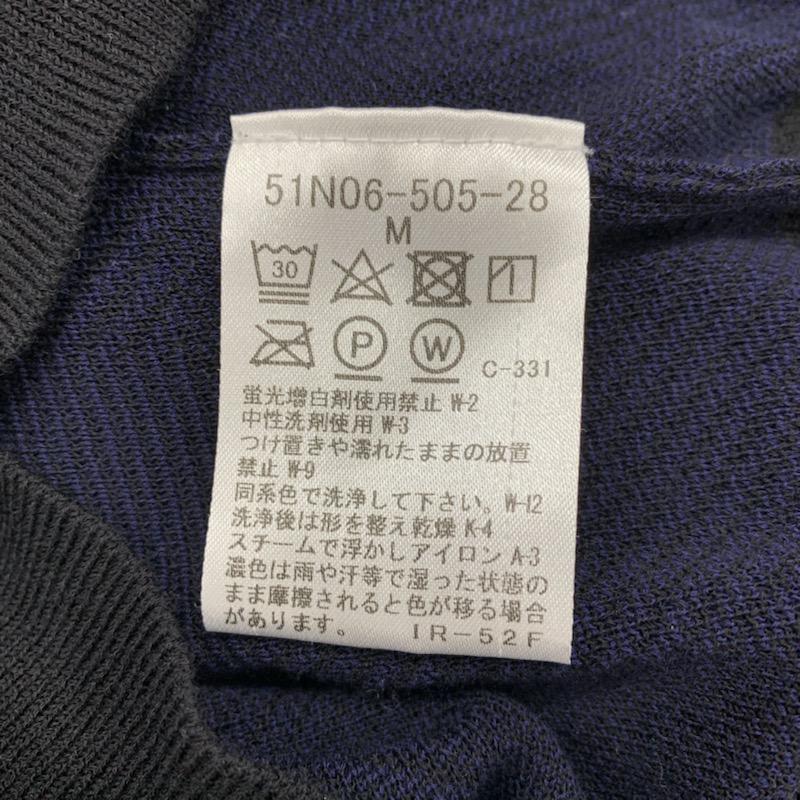 51N06-505-28
M
30
P W C-331
蛍光増白剤使用禁止 W-2
中性洗剤使用 W-3
つけ置きや濡れたままの放置
禁止 W-9
同系色で洗浄して下さい。W-12
洗浄後は形を整え乾燥 K-4
スチームで浮かしアイロン A-3
濃色は雨や汗等で湿った状態の
まま摩擦されると色が移る場合
があります。 IR-52F